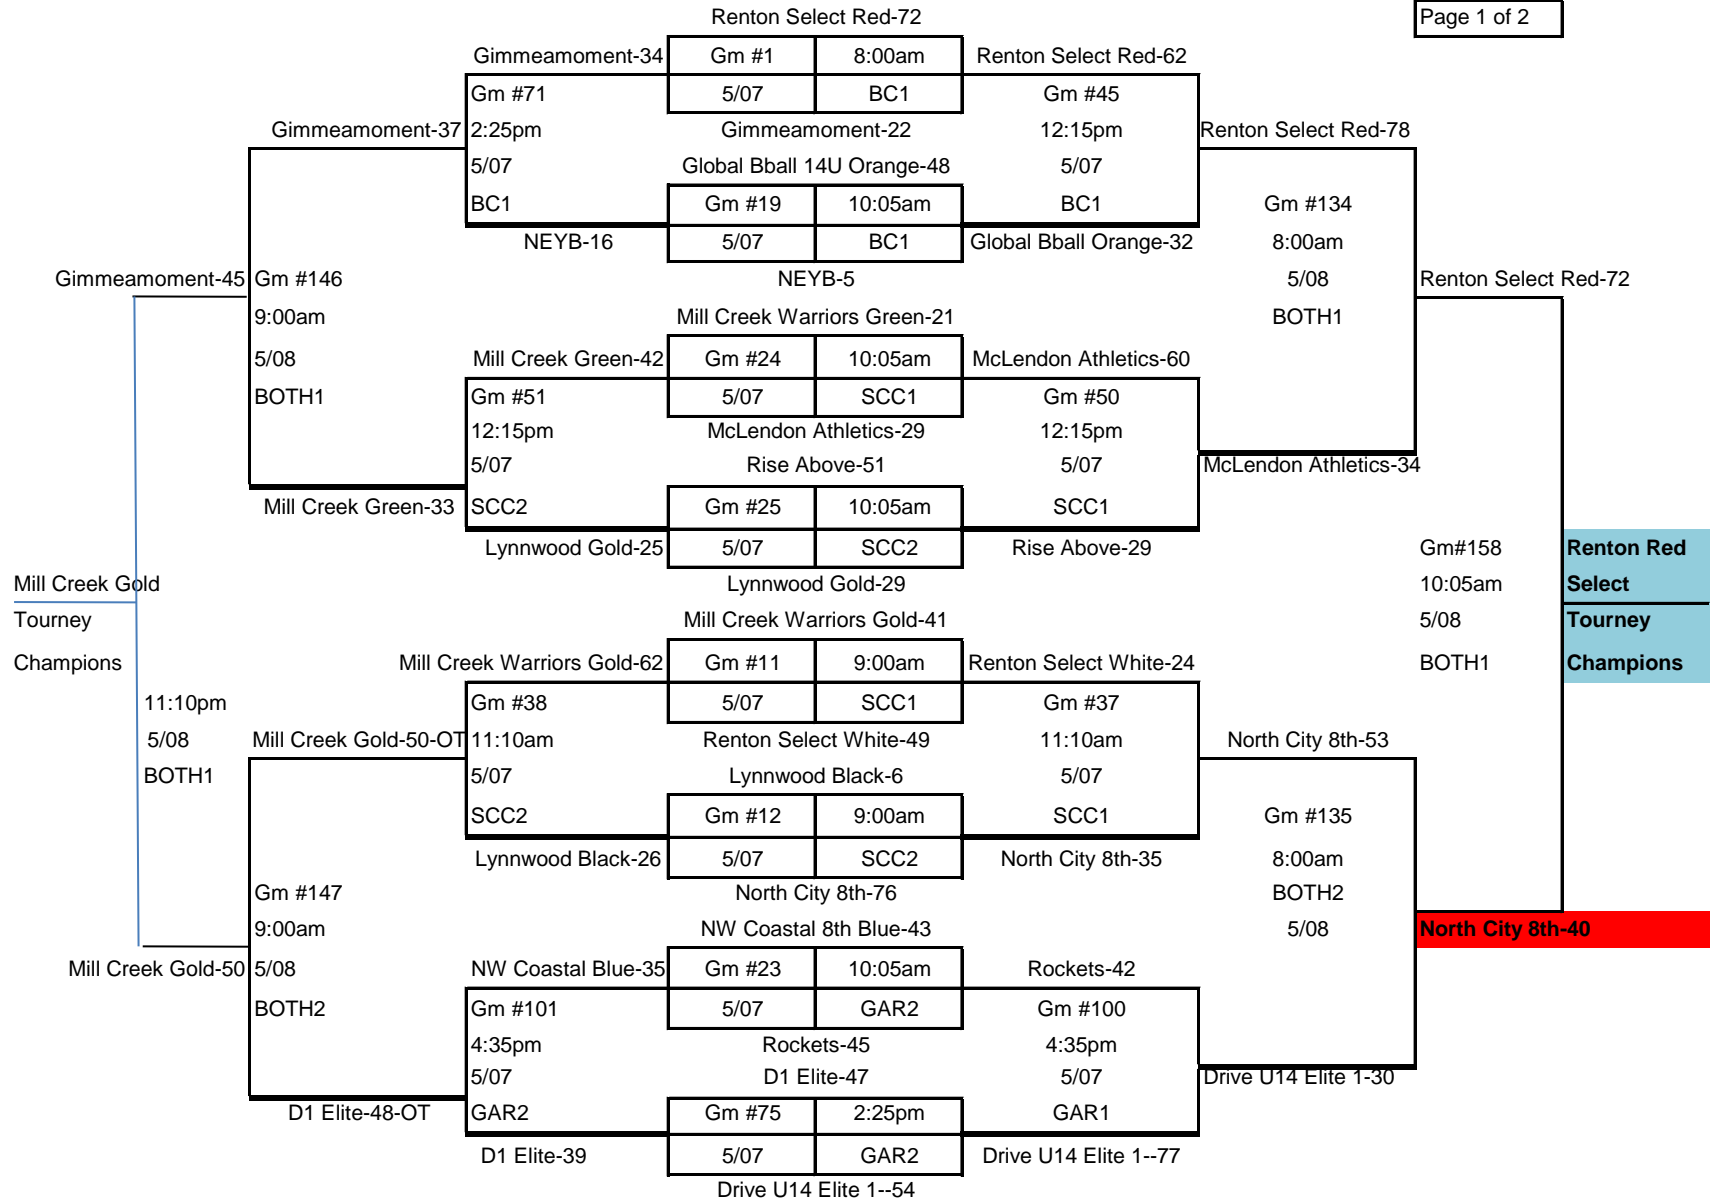 Renton Select Red-72
Page 1 of 2
Gimmeamoment-34 Gm #1 8:00am Renton Select Red-62
Gm #71 5/07 BC1 Gm #45
Gimmeamoment-37 2:25pm Gimmeamoment-22 12:15pm Renton Select Red-78
5/07 Global Bball 14U Orange-48 5/07
BC1 Gm #19 10:05am BC1 Gm #134
NEYB-16 5/07 BC1 Global Bball Orange-32 8:00am
Gimmeamoment-45 Gm #146 NEYB-5 5/08 Renton Select Red-72
9:00am Mill Creek Warriors Green-21 BOTH1
5/08 Mill Creek Green-42 Gm #24 10:05am McLendon Athletics-60
BOTH1 Gm #51 5/07 SCC1 Gm #50
12:15pm McLendon Athletics-29 12:15pm
5/07 Rise Above-51 5/07 McLendon Athletics-34
Mill Creek Green-33 SCC2 Gm #25 10:05am SCC1
Lynnwood Gold-25 5/07 SCC2 Rise Above-29 Gm#158 Renton Red
Mill Creek Gold Lynnwood Gold-29 10:05am Select
Tourney Mill Creek Warriors Gold-41 5/08 Tourney
Champions Mill Creek Warriors Gold-62 Gm #11 9:00am Renton Select White-24 BOTH1 Champions
11:10pm Gm #38 5/07 SCC1 Gm #37
5/08 Mill Creek Gold-50-OT 11:10am Renton Select White-49 11:10am North City 8th-53
BOTH1 5/07 Lynnwood Black-6 5/07
SCC2 Gm #12 9:00am SCC1 Gm #135
Lynnwood Black-26 5/07 SCC2 North City 8th-35 8:00am
Gm #147 North City 8th-76 BOTH2
9:00am NW Coastal 8th Blue-43 5/08 North City 8th-40
Mill Creek Gold-50 5/08 NW Coastal Blue-35 Gm #23 10:05am Rockets-42
BOTH2 Gm #101 5/07 GAR2 Gm #100
4:35pm Rockets-45 4:35pm
5/07 D1 Elite-47 5/07 Drive U14 Elite 1-30
D1 Elite-48-OT GAR2 Gm #75 2:25pm GAR1
D1 Elite-39 5/07 GAR2 Drive U14 Elite 1--77
Drive U14 Elite 1--54